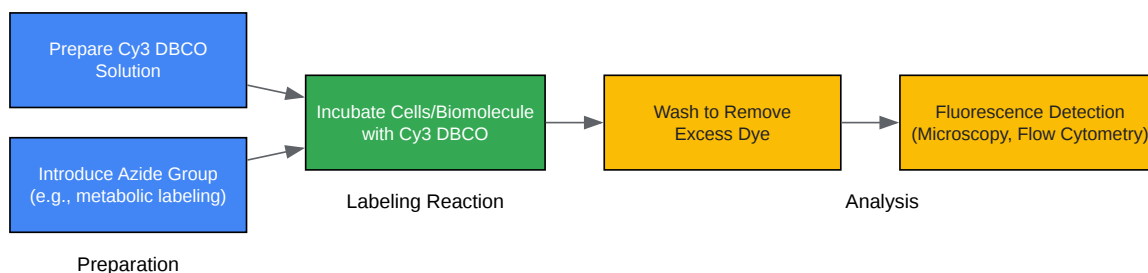 Prepare Cy3 DBCO
Solution
Introduce Azide Group
(e.g., metabolic labeling)
Preparation
Incubate Cells/Biomolecule
with Cy3 DBCO
Labeling Reaction
Wash to Remove
Excess Dye
Fluorescence Detection
(Microscopy, Flow Cytometry)
Analysis